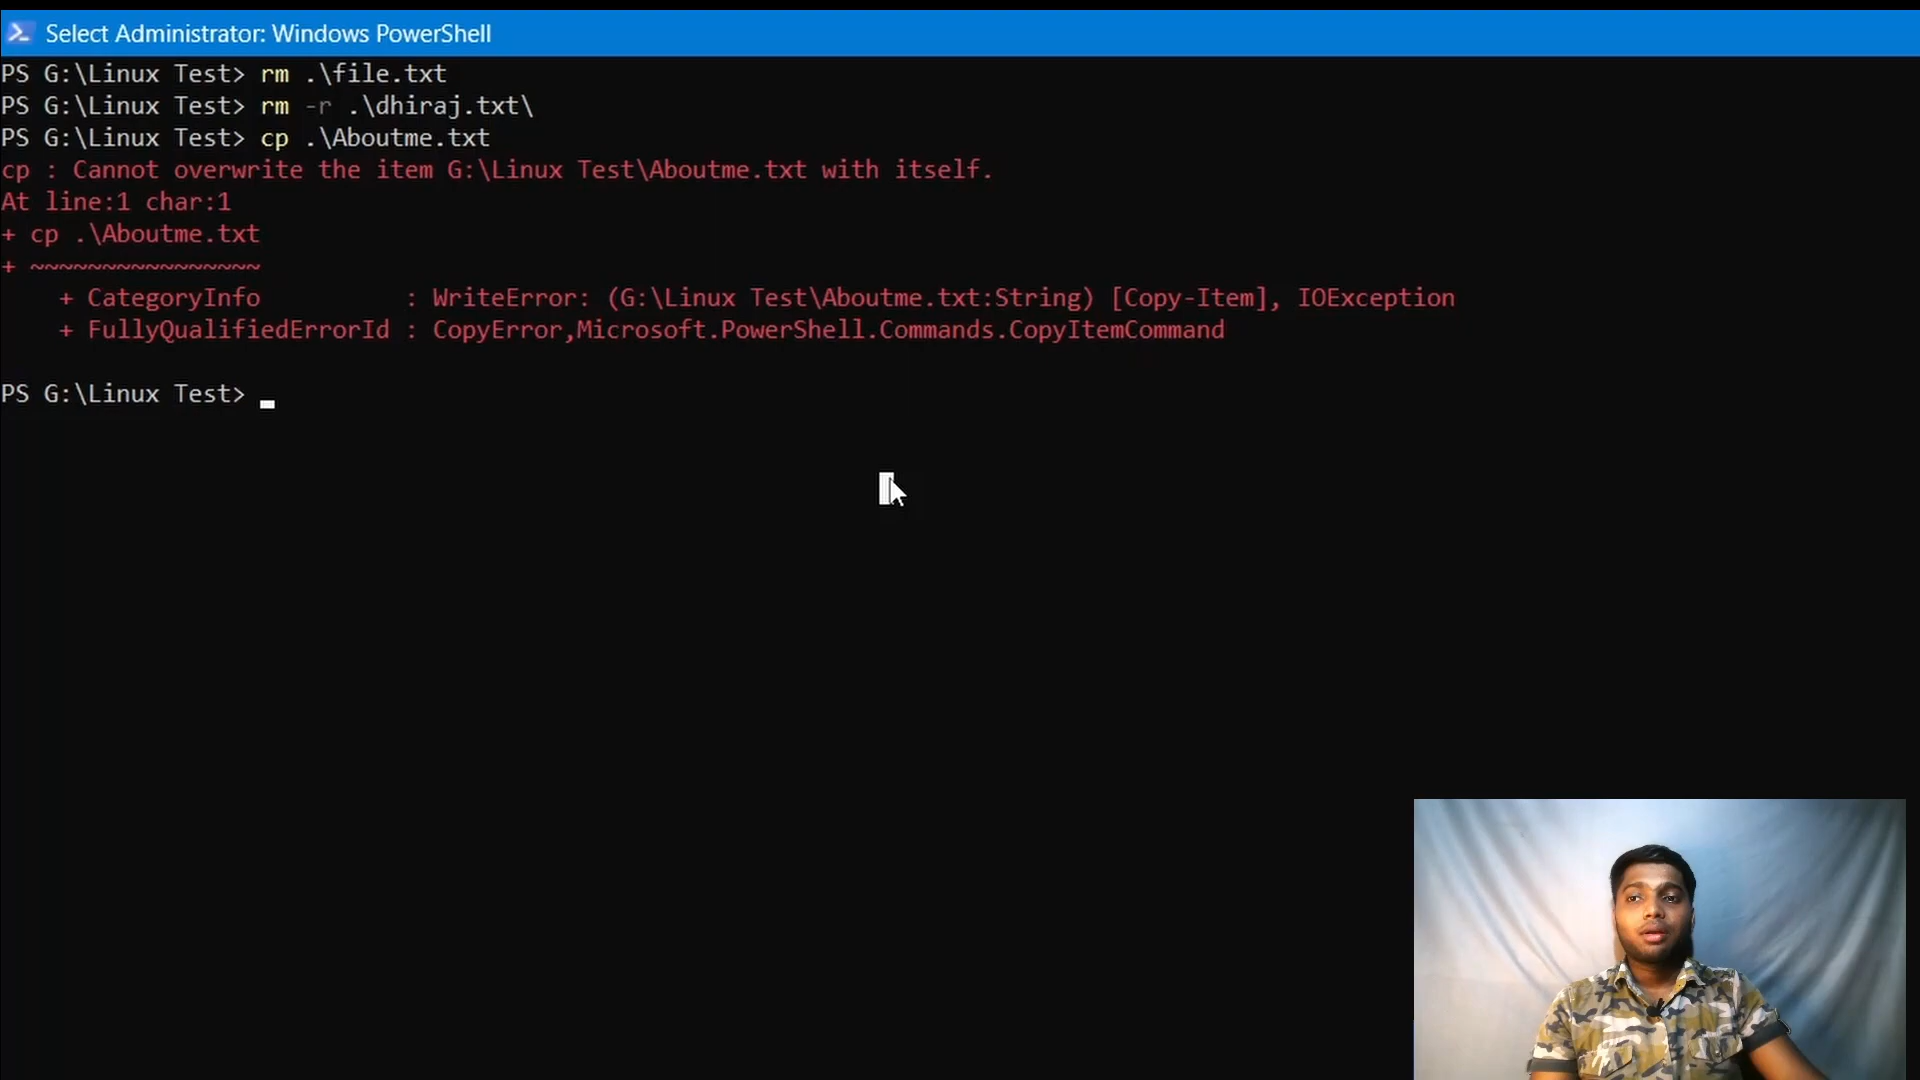 Select Administrator: Windows PowerShell
PS G:\Linux Test> rm .\file.txt
PS G:\Linux Test> rm -r .\dhiraj.txt\
PS G:\Linux Test> cp .\Aboutme.txt
cp : Cannot overwrite the item G:\Linux Test\Aboutme.txt with itself.
At line:1 char:1
+ cp .\Aboutme.txt
+ ~~~~~~~~~~~~~~~~
    + CategoryInfo          : WriteError: (G:\Linux Test\Aboutme.txt:String) [Copy-Item], IOException
    + FullyQualifiedErrorId : CopyError,Microsoft.PowerShell.Commands.CopyItemCommand
PS G:\Linux Test>